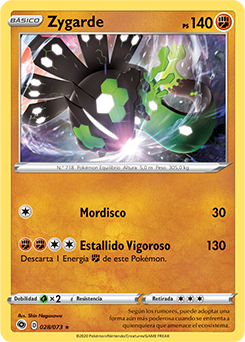 BÁSICO
Zygarde
PS 140
N.º 718 Pokémon Equilibrio Altura: 5,0 m Peso: 305,0 kg
Mordisco 30
Estallido Vigoroso 130
Descarta 1 Energía de este Pokémon.
Debilidad ×2 Resistencia Retirada
Ilus. Shin Nagasawa
028/073 ★
Según los rumores, puede adoptar una
forma aún más poderosa cuando se enfrenta a
quienquiera que amenace el ecosistema.
©2020 Pokémon/Nintendo/Creatures/GAME FREAK